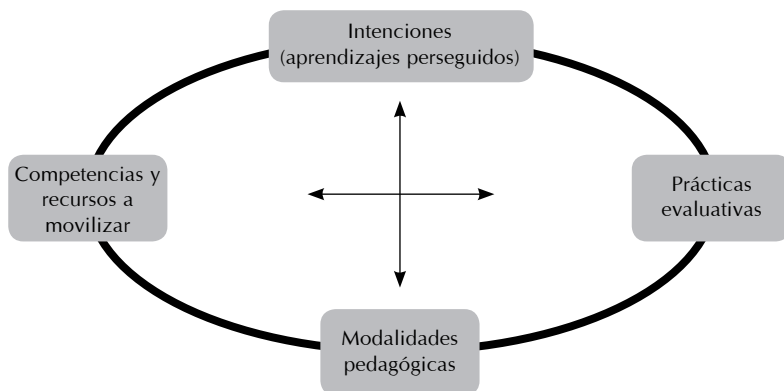 Intenciones
(aprendizajes perseguidos)
Competencias y
recursos a
movilizar
Prácticas
evaluativas
Modalidades
pedagógicas